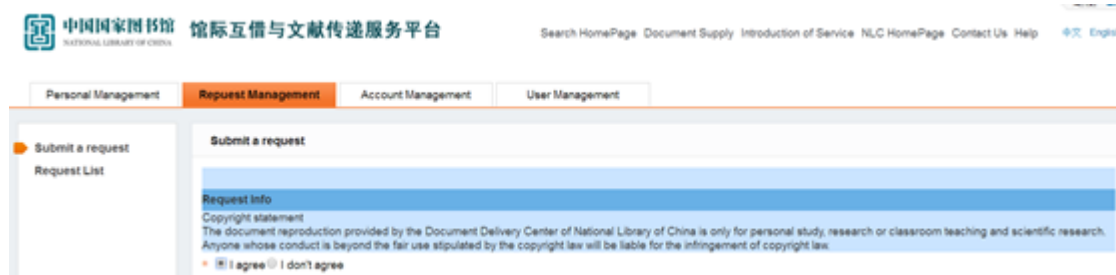 中国国家图书馆 馆际互借与文献传递服务平台
NATIONAL LIBRARY OF CHINA
Search HomePage Document Supply Introduction of Service NLC HomePage Contact Us Help 中文 Englis
Personal Management Repuest Management Account Management User Management
Submit a request
Request List
Submit a request
Request Info
Copyright statement
The document reproduction provided by the Document Delivery Center of National Library of China is only for personal study, research or classroom teaching and scientific research.
Anyone whose conduct is beyond the fair use stipulated by the copyright law will be liable for the infringement of copyright law.
* I agree I don't agree